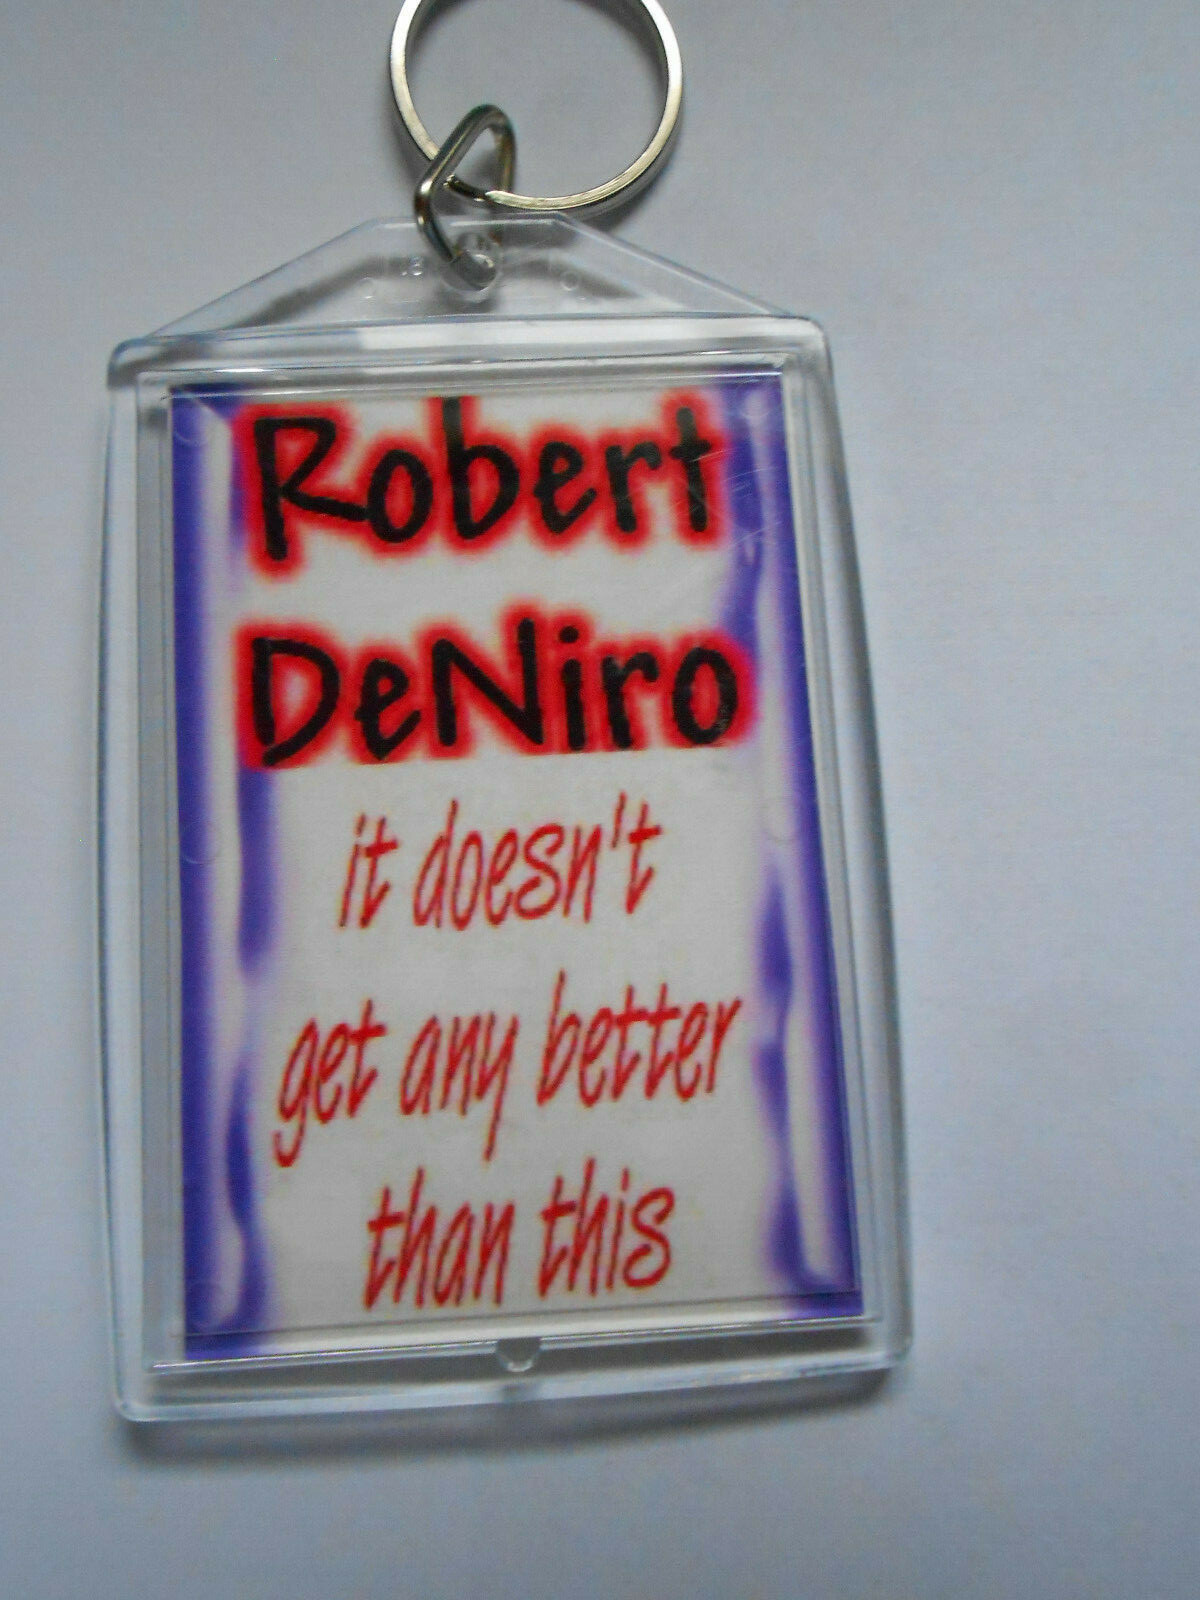 Robert
DeNiro
it doesn't
get any better
than this